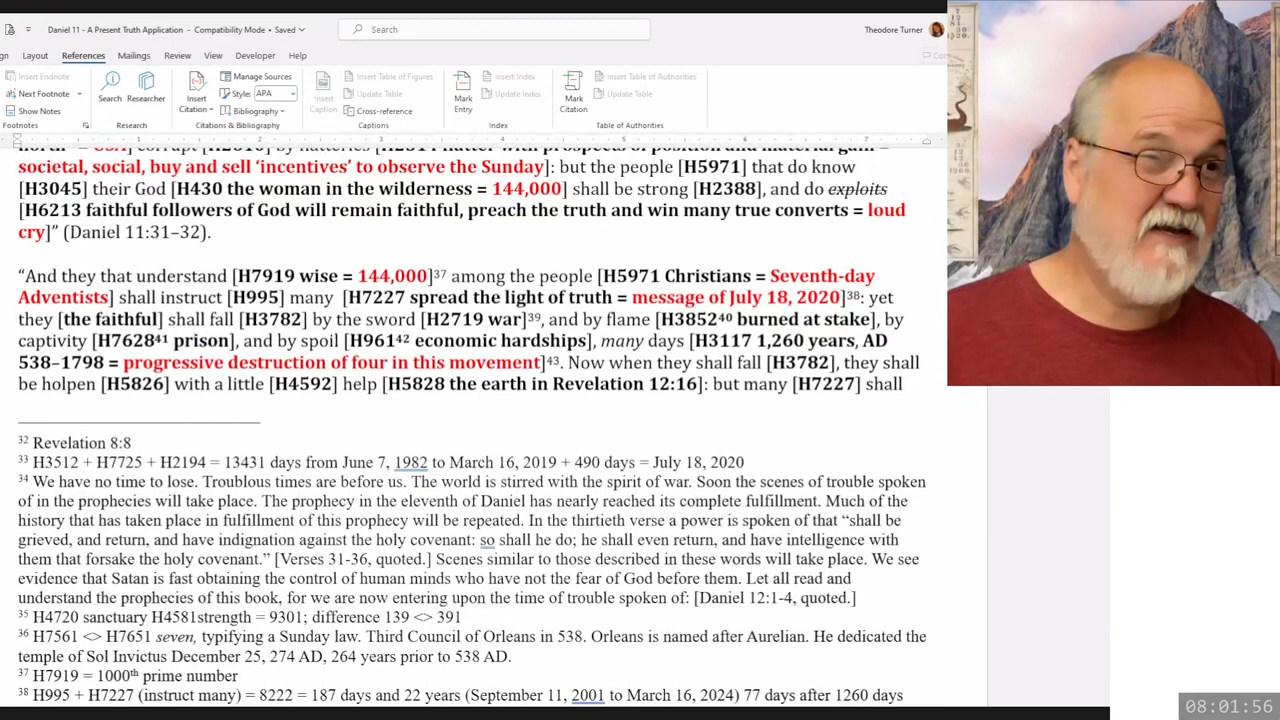 Daniel 11 - A Present Truth Application - Compatibility Mode • Saved
Search
Theodore Turner
Layout References Mailings Review View Developer Help
Insert Endnote
Next Footnote
Show Notes
Footnotes
Search
Researcher
Research
Insert Citation
Manage Sources
Style: APA
Bibliography
Citations & Bibliography
Insert Caption
Insert Table of Figures
Update Table
Cross-reference
Captions
Mark Entry
Insert Index
Update Index
Index
Mark Citation
Insert Table of Authorities
Update Table
Table of Authorities
societal, social, buy and sell ‘incentives’ to observe the Sunday]: but the people [H5971] that do know
[H3045] their God [H430 the woman in the wilderness = 144,000] shall be strong [H2388], and do exploits
[H6213 faithful followers of God will remain faithful, preach the truth and win many true converts = loud
cry]” (Daniel 11:31–32).
“And they that understand [H7919 wise = 144,000]37 among the people [H5971 Christians = Seventh-day
Adventists] shall instruct [H995] many [H7227 spread the light of truth = message of July 18, 2020]38: yet
they [the faithful] shall fall [H3782] by the sword [H2719 war]39, and by flame [H385240 burned at stake], by
captivity [H762841 prison], and by spoil [H96142 economic hardships], many days [H3117 1,260 years, AD
538–1798 = progressive destruction of four in this movement]43. Now when they shall fall [H3782], they shall
be holpen [H5826] with a little [H4592] help [H5828 the earth in Revelation 12:16]: but many [H7227] shall
32 Revelation 8:8
33 H3512 + H7725 + H2194 = 13431 days from June 7, 1982 to March 16, 2019 + 490 days = July 18, 2020
34 We have no time to lose. Troublous times are before us. The world is stirred with the spirit of war. Soon the scenes of trouble spoken
of in the prophecies will take place. The prophecy in the eleventh of Daniel has nearly reached its complete fulfillment. Much of the
history that has taken place in fulfillment of this prophecy will be repeated. In the thirtieth verse a power is spoken of that “shall be
grieved, and return, and have indignation against the holy covenant: so shall he do; he shall even return, and have intelligence with
them that forsake the holy covenant.” [Verses 31-36, quoted.] Scenes similar to those described in these words will take place. We see
evidence that Satan is fast obtaining the control of human minds who have not the fear of God before them. Let all read and
understand the prophecies of this book, for we are now entering upon the time of trouble spoken of: [Daniel 12:1-4, quoted.]
35 H4720 sanctuary H4581strength = 9301; difference 139 <> 391
36 H7561 <> H7651 seven, typifying a Sunday law. Third Council of Orleans in 538. Orleans is named after Aurelian. He dedicated the
temple of Sol Invictus December 25, 274 AD, 264 years prior to 538 AD.
37 H7919 = 1000th prime number
38 H995 + H7227 (instruct many) = 8222 = 187 days and 22 years (September 11, 2001 to March 16, 2024) 77 days after 1260 days
08:01:56